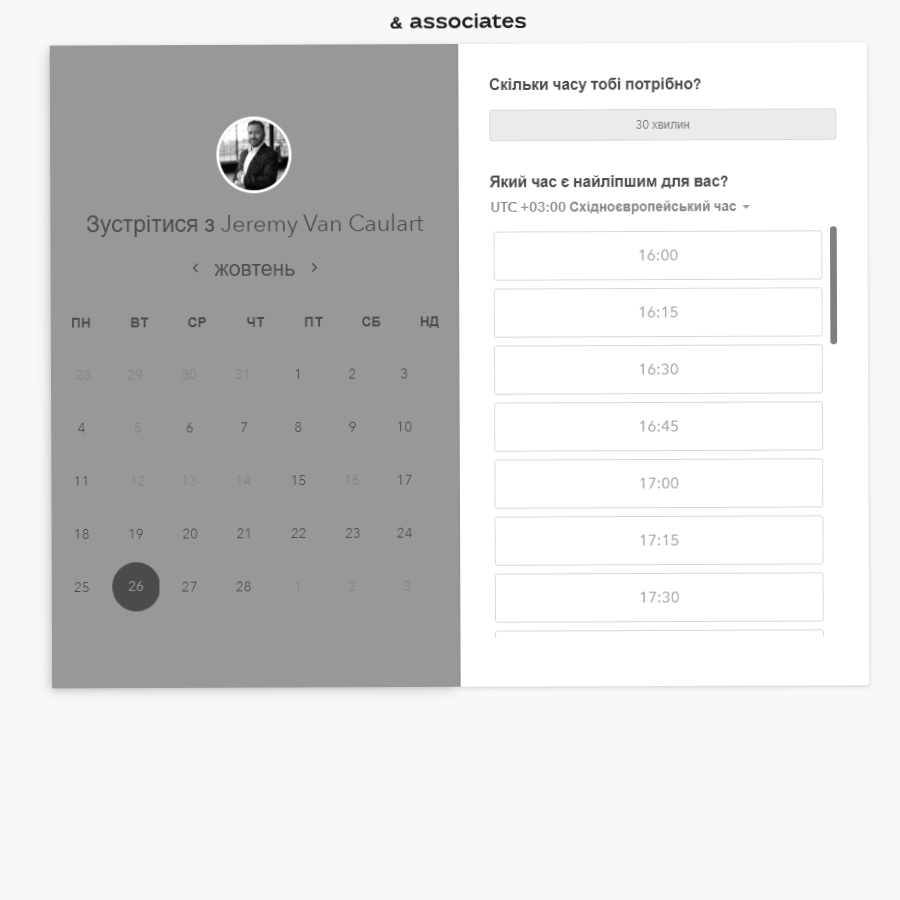 & associates
Зустрітися з Jeremy Van Caulart
жовтень
ПН ВТ СР ЧТ ПТ СБ НД
28 29 30 31 1 2 3
4 5 6 7 8 9 10
11 12 13 14 15 16 17
18 19 20 21 22 23 24
25 26 27 28 1 2 3
Скільки часу тобі потрібно?
30 хвилин
Який час є найліпшим для вас?
UTC +03:00 Східноєвропейський час
16:00
16:15
16:30
16:45
17:00
17:15
17:30